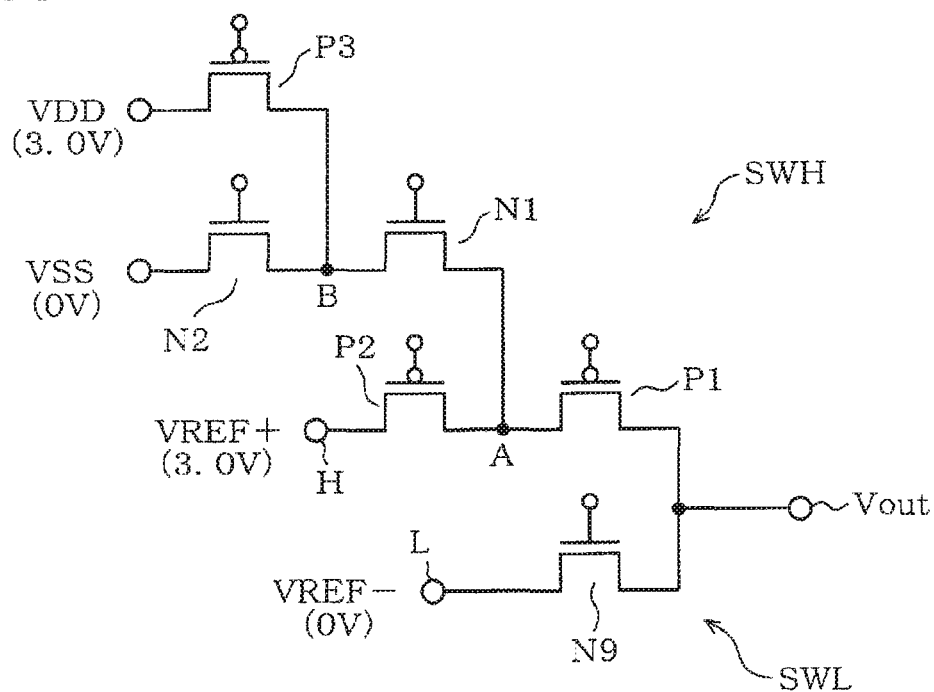 P3
VDD
(3. 0V)
SWH
N1
VSS
(0V)
B
N2
P2
P1
VREF+
(3. 0V)
H
A
Vout
L
VREF-
(0V)
N9
SWL